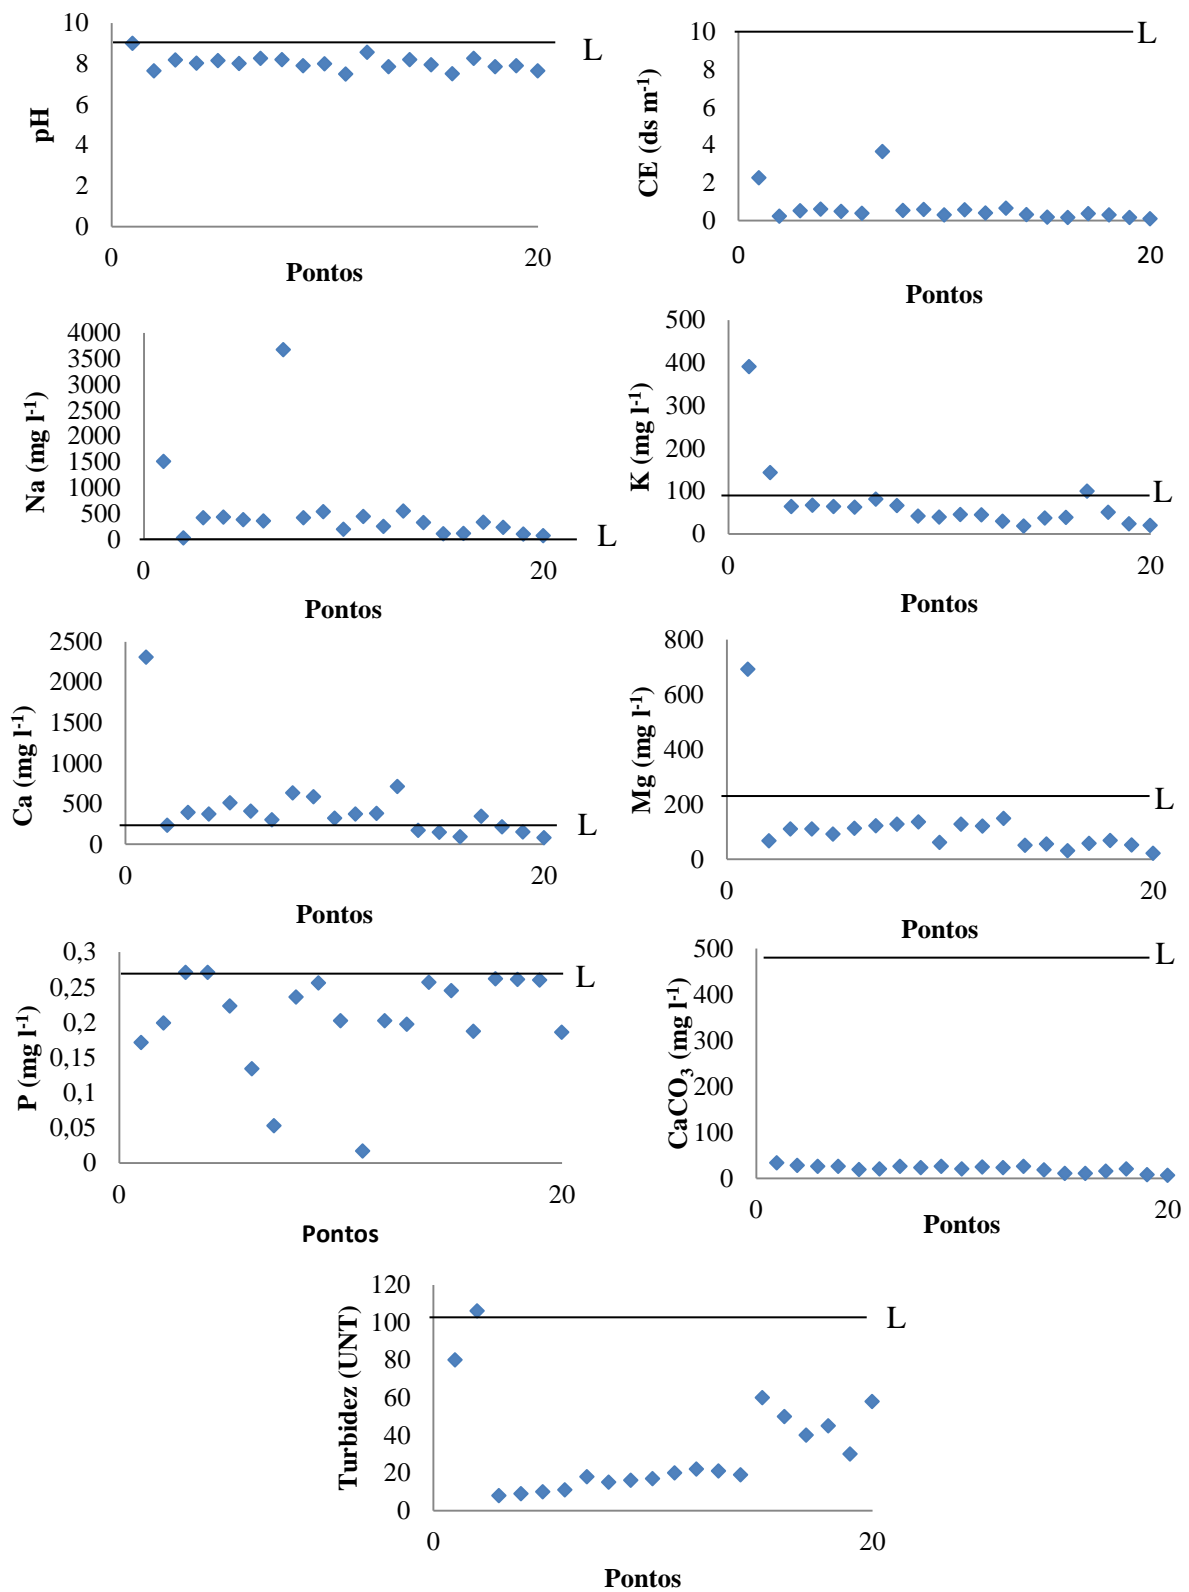 pH
10
8
6
4
2
0
0
20
Pontos
L
CE (ds m-1)
10
8
6
4
2
0
0
20
Pontos
L
Na (mg l-1)
4000
3500
3000
2500
2000
1500
1000
500
0
0
20
Pontos
L
K (mg l-1)
500
400
300
200
100
0
0
20
Pontos
L
Ca (mg l-1)
2500
2000
1500
1000
500
0
0
20
Pontos
L
Mg (mg l-1)
800
600
400
200
0
0
20
Pontos
L
P (mg l-1)
0,3
0,25
0,2
0,15
0,1
0,05
0
0
20
Pontos
L
CaCO3 (mg l-1)
500
400
300
200
100
0
0
20
Pontos
L
Turbidez (UNT)
120
100
80
60
40
20
0
0
20
Pontos
L